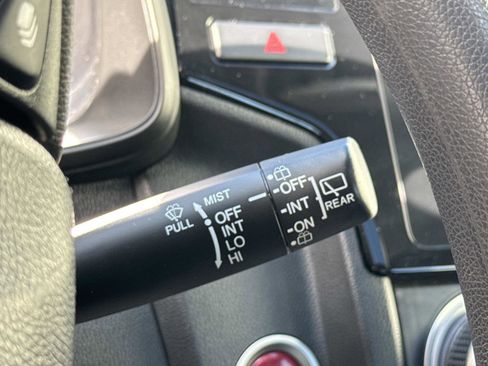 MIST
PULL
OFF
INT
LO
HI
OFF
INT
ON
REAR